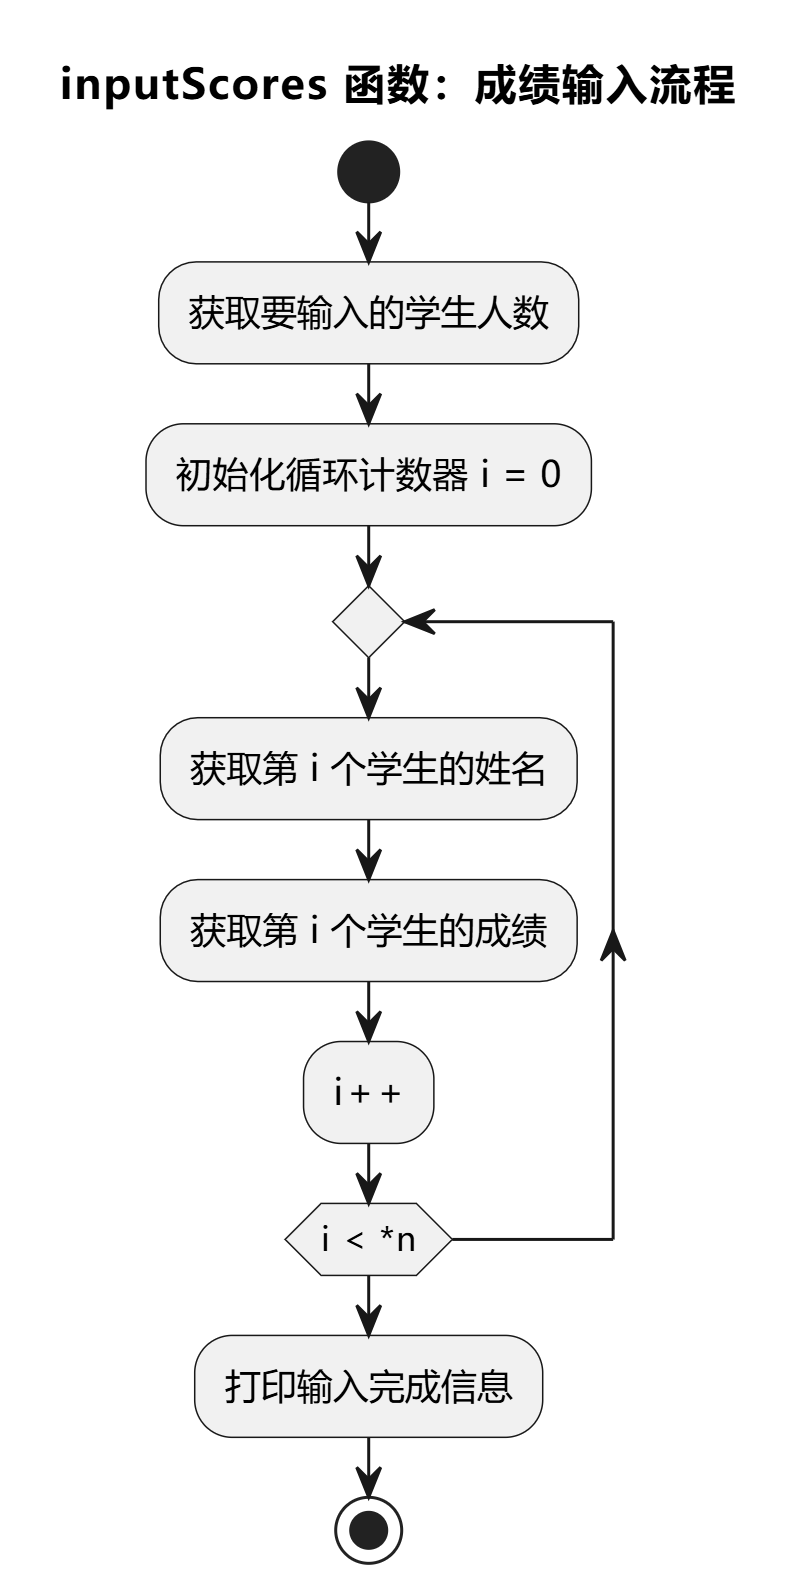 inputScores 函数：成绩输入流程
获取要输入的学生人数
初始化循环计数器 i = 0
获取第 i 个学生的姓名
获取第 i 个学生的成绩
i++
i < *n
打印输入完成信息